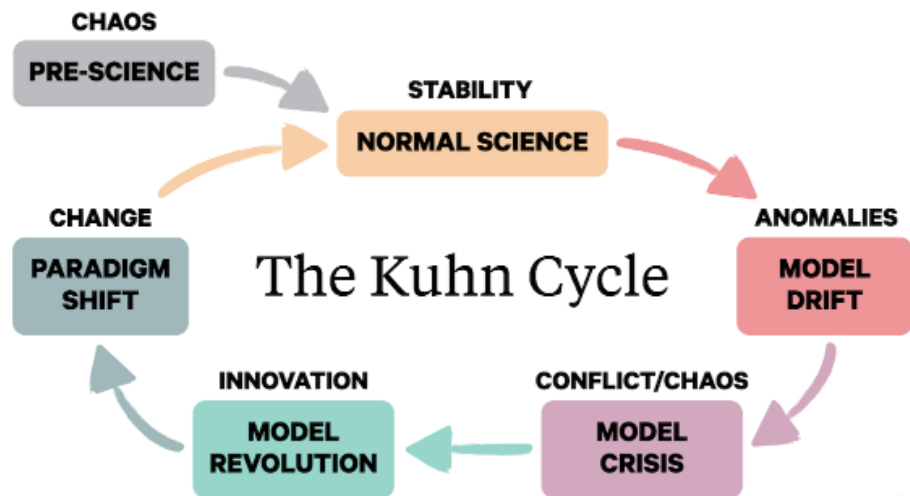 CHAOS
PRE-SCIENCE
STABILITY
NORMAL SCIENCE
CHANGE
PARADIGM
SHIFT
The Kuhn Cycle
ANOMALIES
MODEL
DRIFT
INNOVATION
MODEL
REVOLUTION
CONFLICT/CHAOS
MODEL
CRISIS